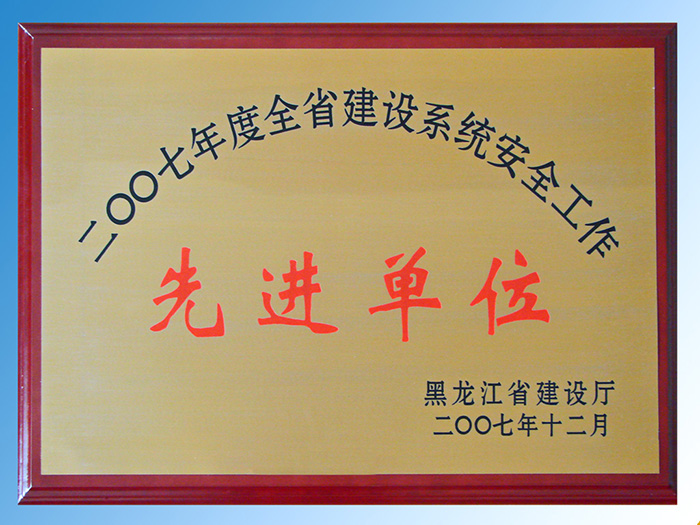 二〇〇七年度全省建设系统安全工作
先进单位
黑龙江省建设厅
二〇〇七年十二月